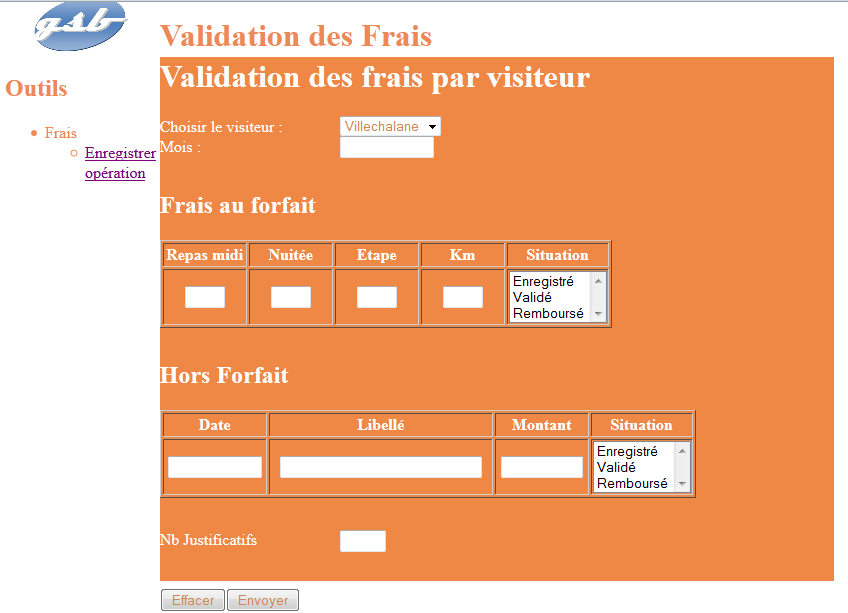 gsb
Validation des Frais
Outils
Frais
Enregistrer
opération
Validation des frais par visiteur
Choisir le visiteur : Villechalane
Mois :
Frais au forfait
Repas midi Nuitée Etape Km Situation
Enregistré
Validé
Remboursé
Hors Forfait
Date Libellé Montant Situation
Enregistré
Validé
Remboursé
Nb Justificatifs
Effacer Envoyer